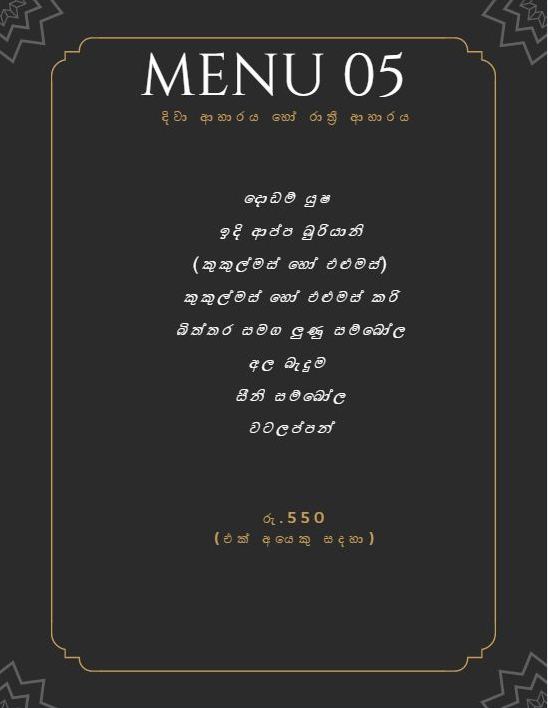 MENU 05
දිවා ආහාරය හෝ රාත්‍රී ආහාරය
දොඩම් යුෂ
ඉදි ආප්ප බුරියානි
(කුකුල්මස් හෝ එළුමස්)
කුකුල්මස් හෝ එළුමස් කරි
බිත්තර සමග ලුණු සම්බෝල
අල බැදුම
සීනි සම්බෝල
වටලප්පන්
රු.550
(එක් අයෙකු සදහා)